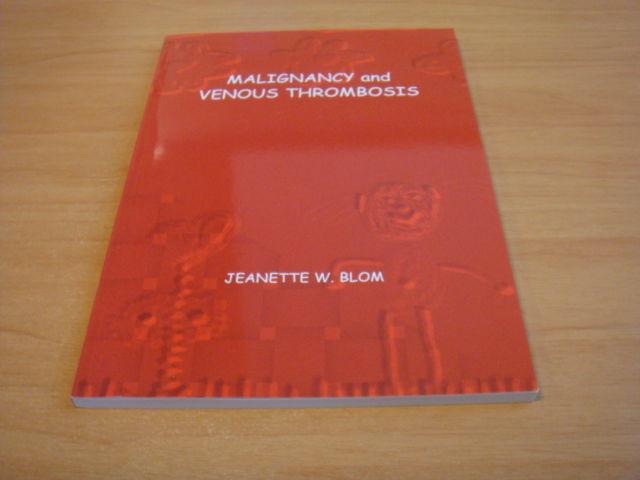 MALIGNANCY and
VENOUS THROMBOSIS
JEANETTE W. BLOM